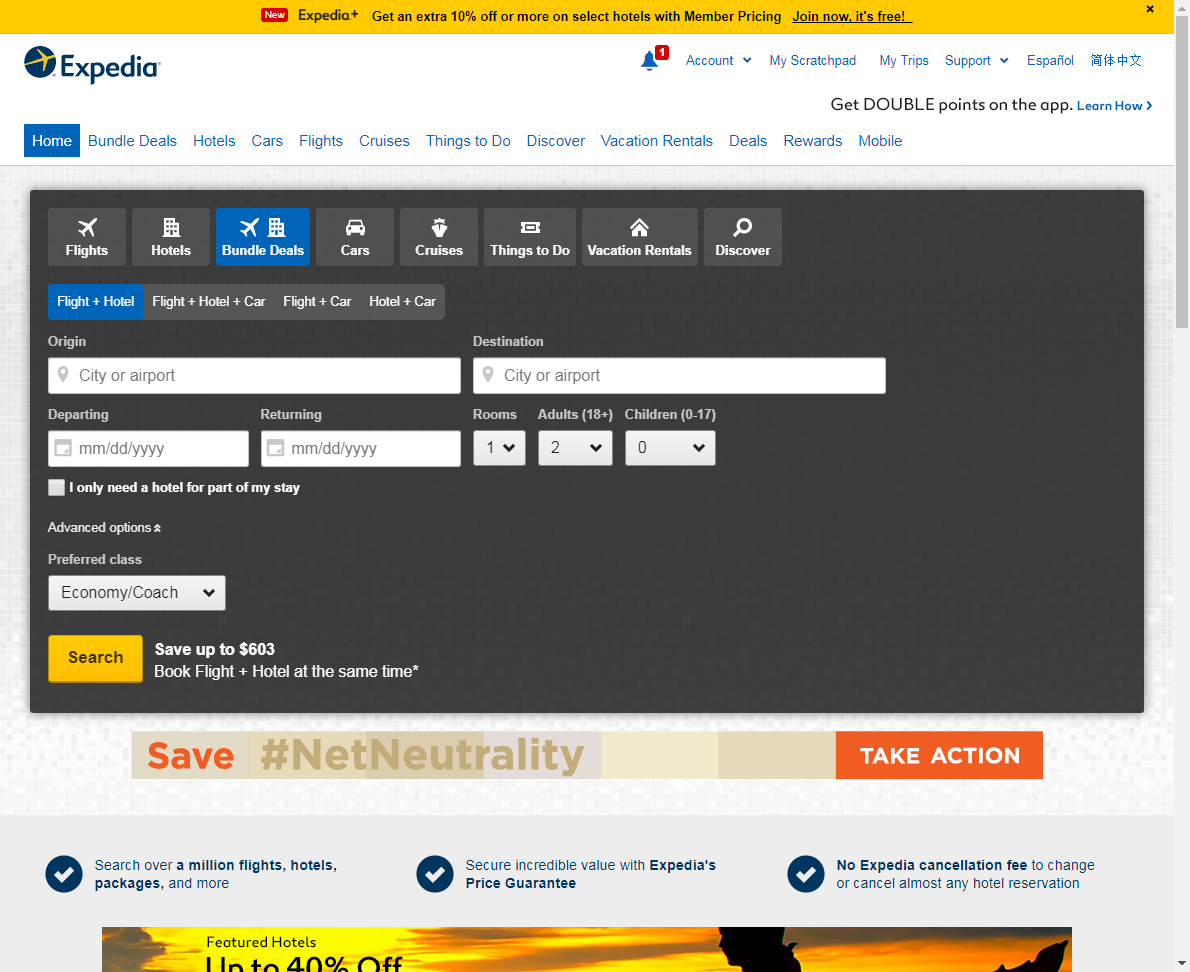 New Expedia+ Get an extra 10% off or more on select hotels with Member Pricing Join now, it's free!
Expedia
1 Account My Scratchpad My Trips Support Español 简体中文
Get DOUBLE points on the app. Learn How
Home Bundle Deals Hotels Cars Flights Cruises Things to Do Discover Vacation Rentals Deals Rewards Mobile
Flights Hotels Bundle Deals Cars Cruises Things to Do Vacation Rentals Discover
Flight + Hotel Flight + Hotel + Car Flight + Car Hotel + Car
Origin Destination
City or airport City or airport
Departing Returning Rooms Adults (18+) Children (0-17)
mm/dd/yyyy mm/dd/yyyy 1 2 0
I only need a hotel for part of my stay
Advanced options
Preferred class
Economy/Coach
Search
Save up to $603
Book Flight + Hotel at the same time*
Save #NetNeutrality TAKE ACTION
Search over a million flights, hotels,
packages, and more
Secure incredible value with Expedia's
Price Guarantee
No Expedia cancellation fee to change
or cancel almost any hotel reservation
Featured Hotels
Up to 40% Off